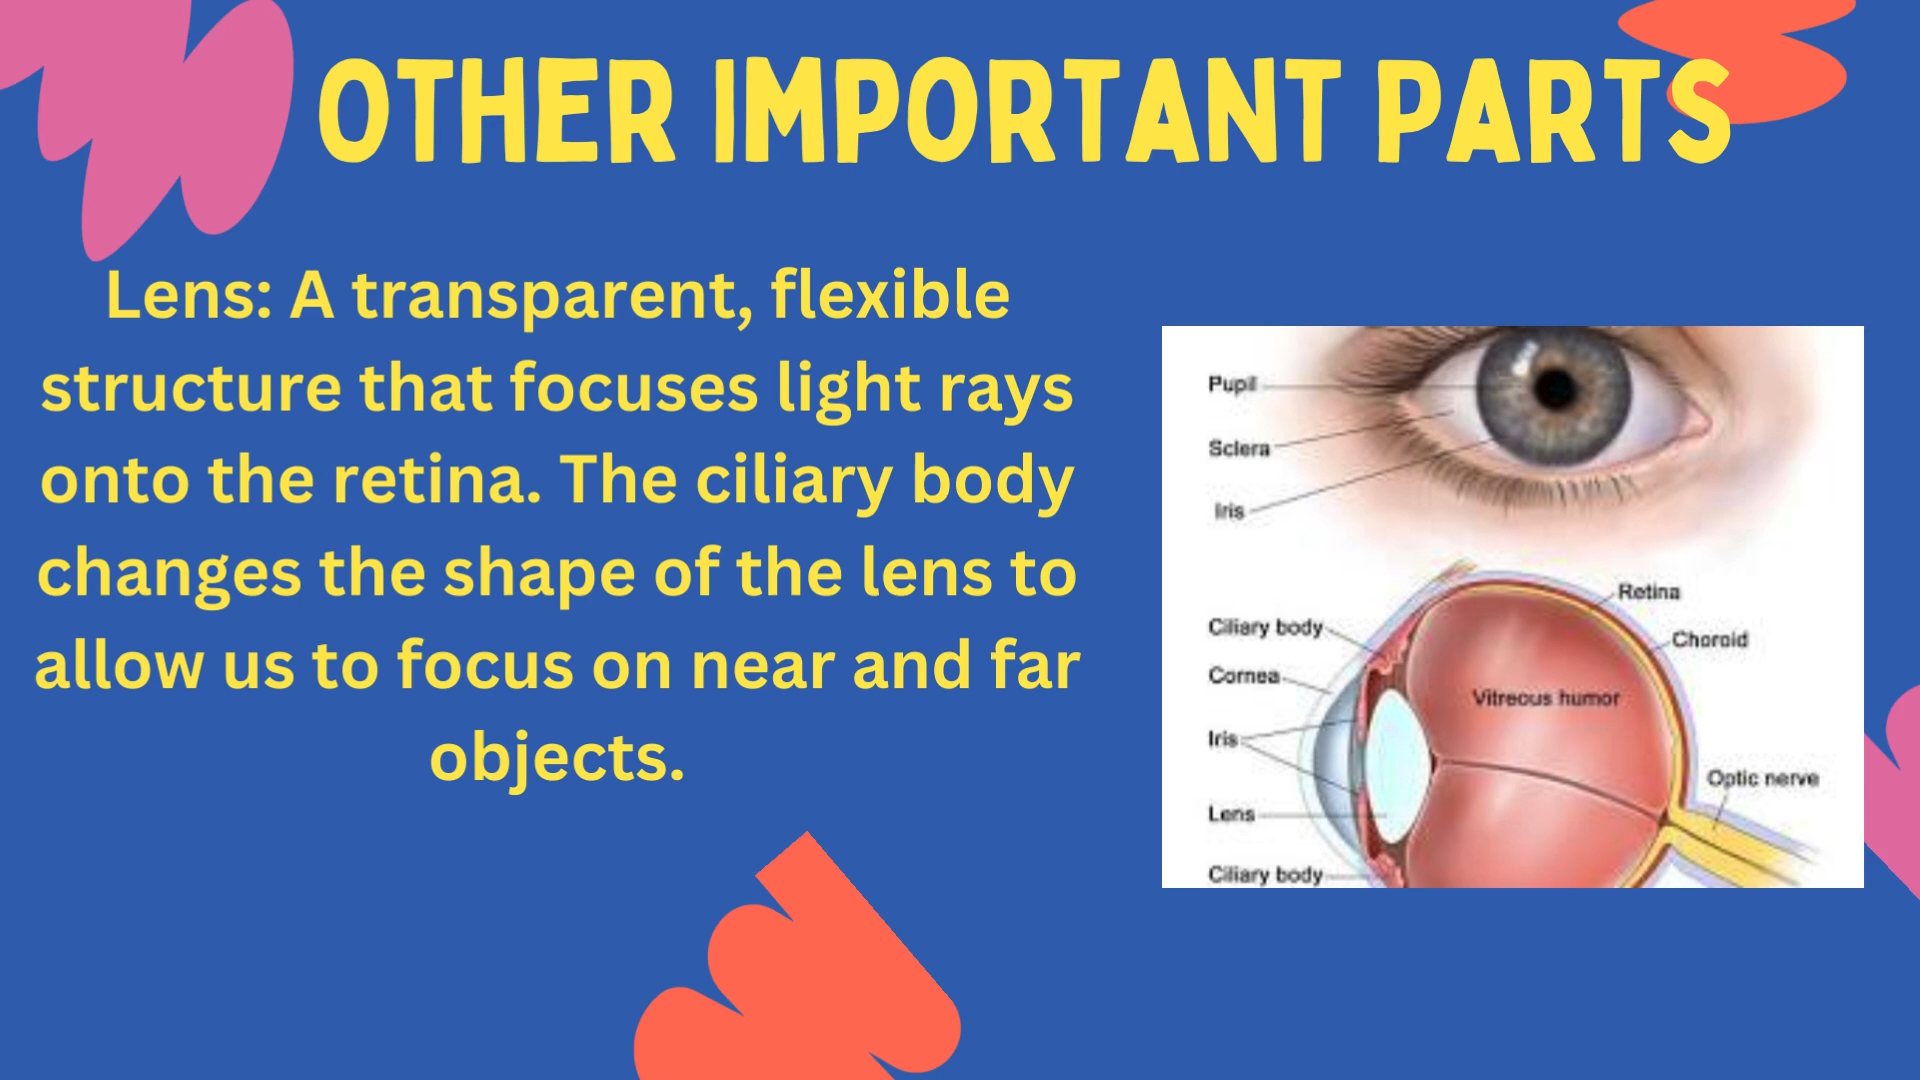 OTHER IMPORTANT PARTS
Lens: A transparent, flexible
structure that focuses light rays
onto the retina. The ciliary body
changes the shape of the lens to
allow us to focus on near and far
objects.
Pupil
Sclera
Iris
Retina
Ciliary body
Choroid
Cornea
Vitreous humor
Iris
Optic nerve
Lens
Ciliary body